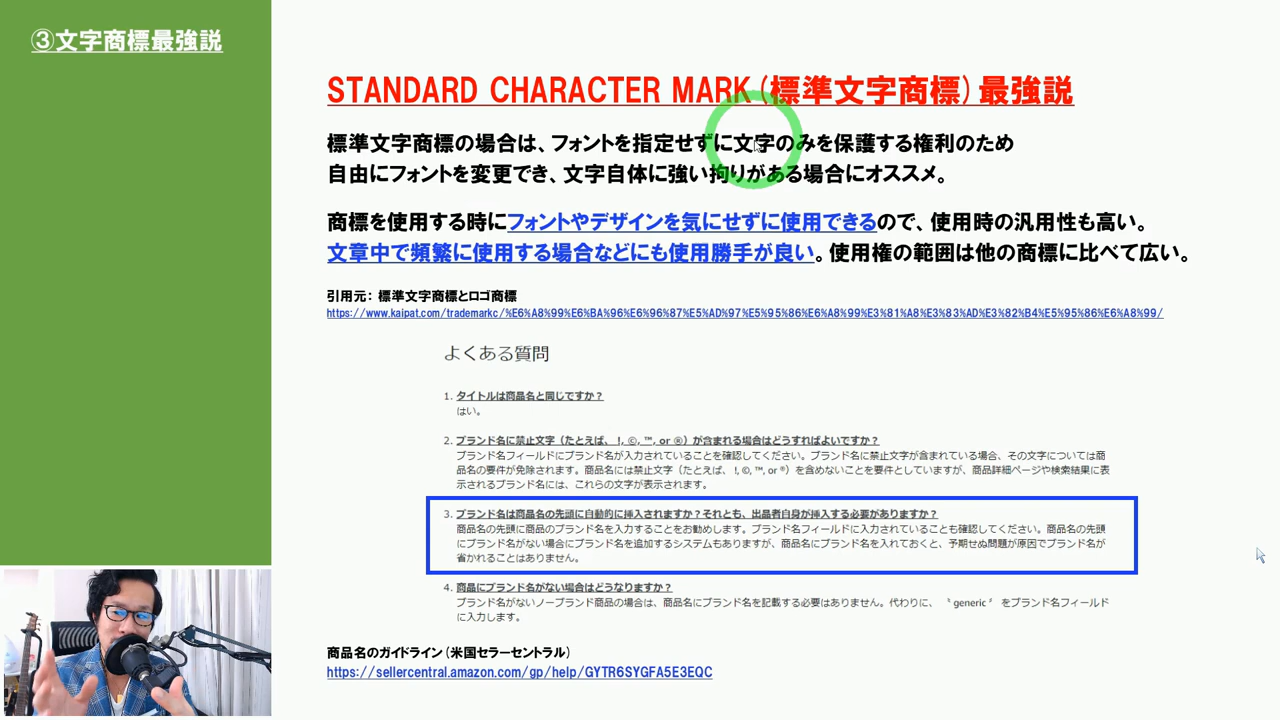 ③文字商標最強説
STANDARD CHARACTER MARK(標準文字商標)最強説
標準文字商標の場合は、フォントを指定せずに文字のみを保護する権利のため
自由にフォントを変更でき、文字自体に強い拘りがある場合にオススメ。
商標を使用する時にフォントやデザインを気にせずに使用できるので、使用時の汎用性も高い。
文章中で頻繁に使用する場合などにも使用勝手が良い。使用権の範囲は他の商標に比べて広い。
引用元: 標準文字商標とロゴ商標
https://www.kaipat.com/trademarkc/%E6%A8%99%E6%BA%96%E6%96%87%E5%AD%97%E5%95%86%E6%A8%99%E3%81%A8%E3%83%AD%E3%82%B4%E5%95%86%E6%A8%99/
よくある質問
1. タイトルは商品名と同じですか？
はい。
2. ブランド名に禁止文字（たとえば、 !, ©, ™, or ®）が含まれる場合はどうすればよいですか？
ブランド名フィールドにブランド名が入力されていることを確認してください。ブランド名に禁止文字が含まれている場合、その文字については商
品名の要件が免除されます。商品名には禁止文字（たとえば、 !, ©, ™, or ®）を含めないことを要件としていますが、商品詳細ページや検索結果に表
示されるブランド名には、これらの文字が表示されます。
3. ブランド名は商品名の先頭に自動的に挿入されますか？それとも、出品者自身が挿入する必要がありますか？
商品名の先頭に商品のブランド名を入力することをお勧めします。ブランド名フィールドに入力されていることも確認してください。商品名の先頭
にブランド名がない場合にブランド名を追加するシステムもありますが、商品名にブランド名を入れておくと、予期せぬ問題が原因でブランド名が
省かれることはありません。
4. 商品にブランド名がない場合はどうなりますか？
ブランド名がないノーブランド商品の場合は、商品名にブランド名を記載する必要はありません。代わりに、〝generic〞 をブランド名フィールド
に入力します。
商品名のガイドライン(米国セラーセントラル)
https://sellercentral.amazon.com/gp/help/GYTR6SYGFA5E3EQC